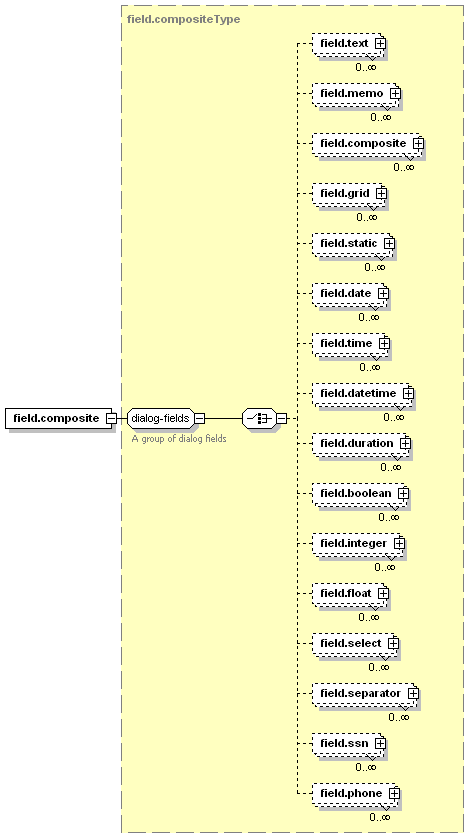 field.compositeType
field.text
0..∞
field.memo
0..∞
field.composite
0..∞
field.grid
0..∞
field.static
0..∞
field.date
0..∞
field.time
0..∞
field.datetime
0..∞
field.composite
dialog-fields
A group of dialog fields
field.duration
0..∞
field.boolean
0..∞
field.integer
0..∞
field.float
0..∞
field.select
0..∞
field.separator
0..∞
field.ssn
0..∞
field.phone
0..∞